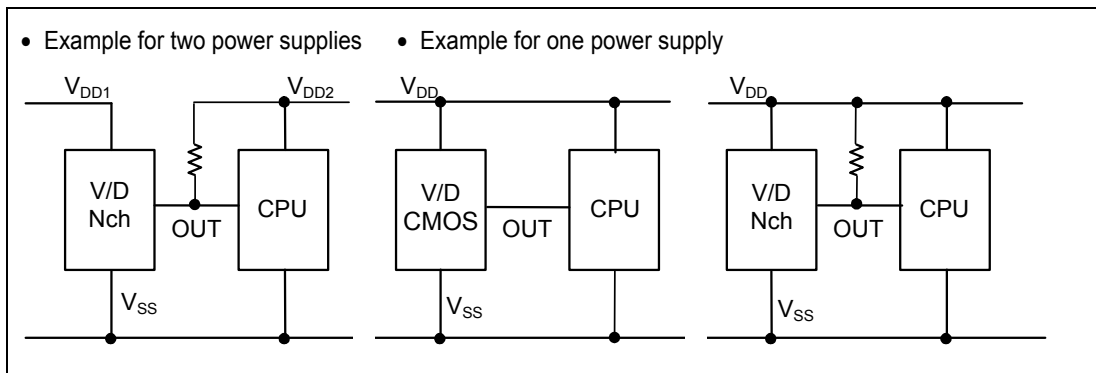 • Example for two power supplies
• Example for one power supply
VDD1
VDD2
V/D
Nch
OUT
CPU
VSS
VDD
V/D
CMOS
OUT
CPU
VSS
VDD
V/D
Nch
OUT
CPU
VSS